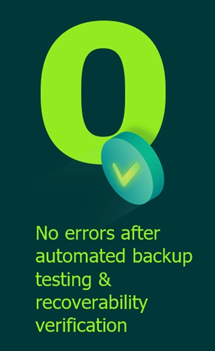 0
No errors after
automated backup
testing &
recoverability
verification